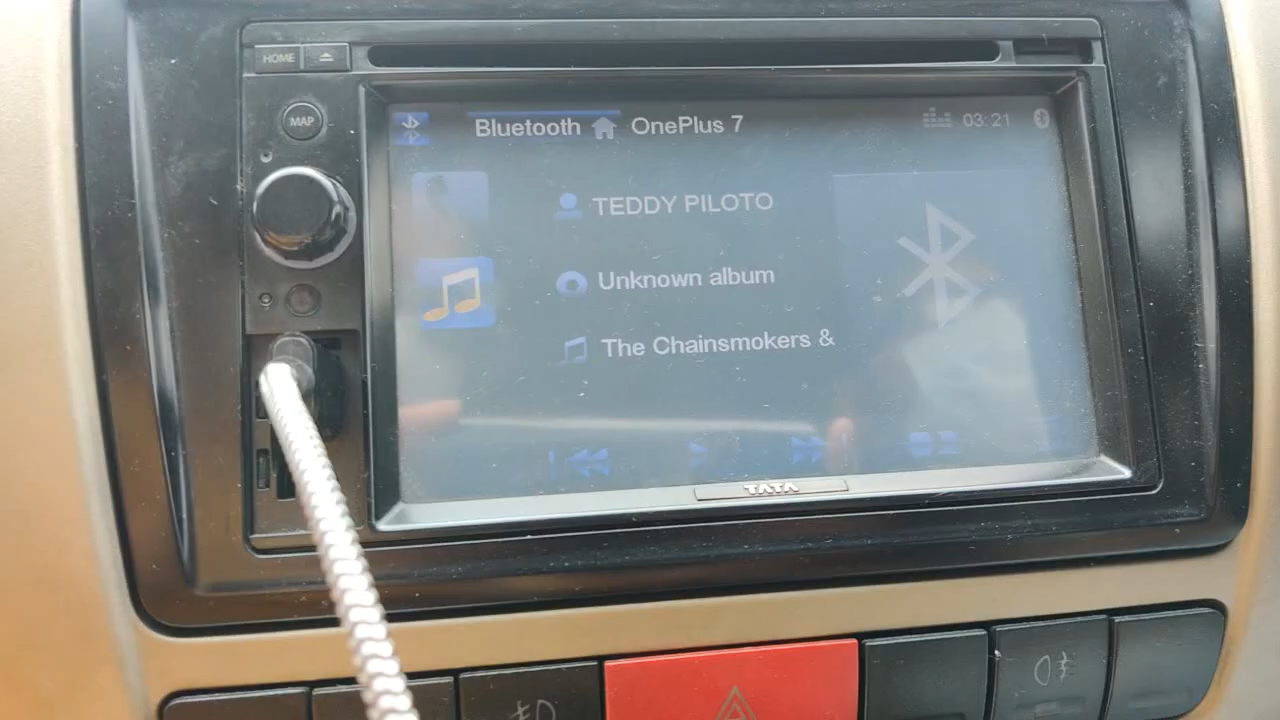 HOME
MAP
Bluetooth OnePlus 7 03:21
TEDDY PILOTO
Unknown album
The Chainsmokers &
TATA